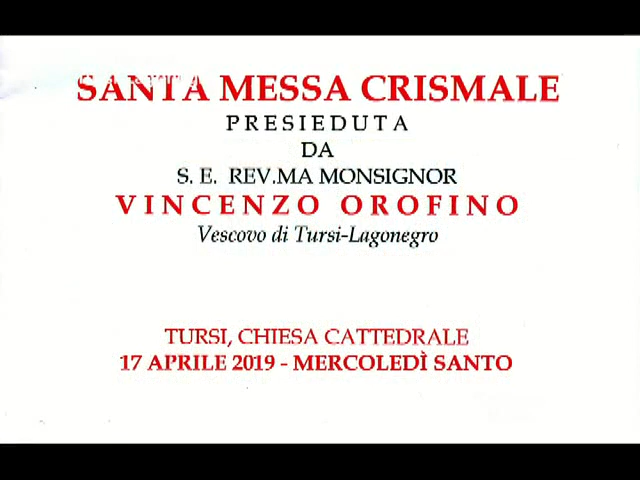 SANTA MESSA CRISMALE
PRESIEDUTA
DA
S. E. REV.MA MONSIGNOR
VINCENZO OROFINO
Vescovo di Tursi-Lagonegro
TURSI, CHIESA CATTEDRALE
17 APRILE 2019 - MERCOLEDÌ SANTO